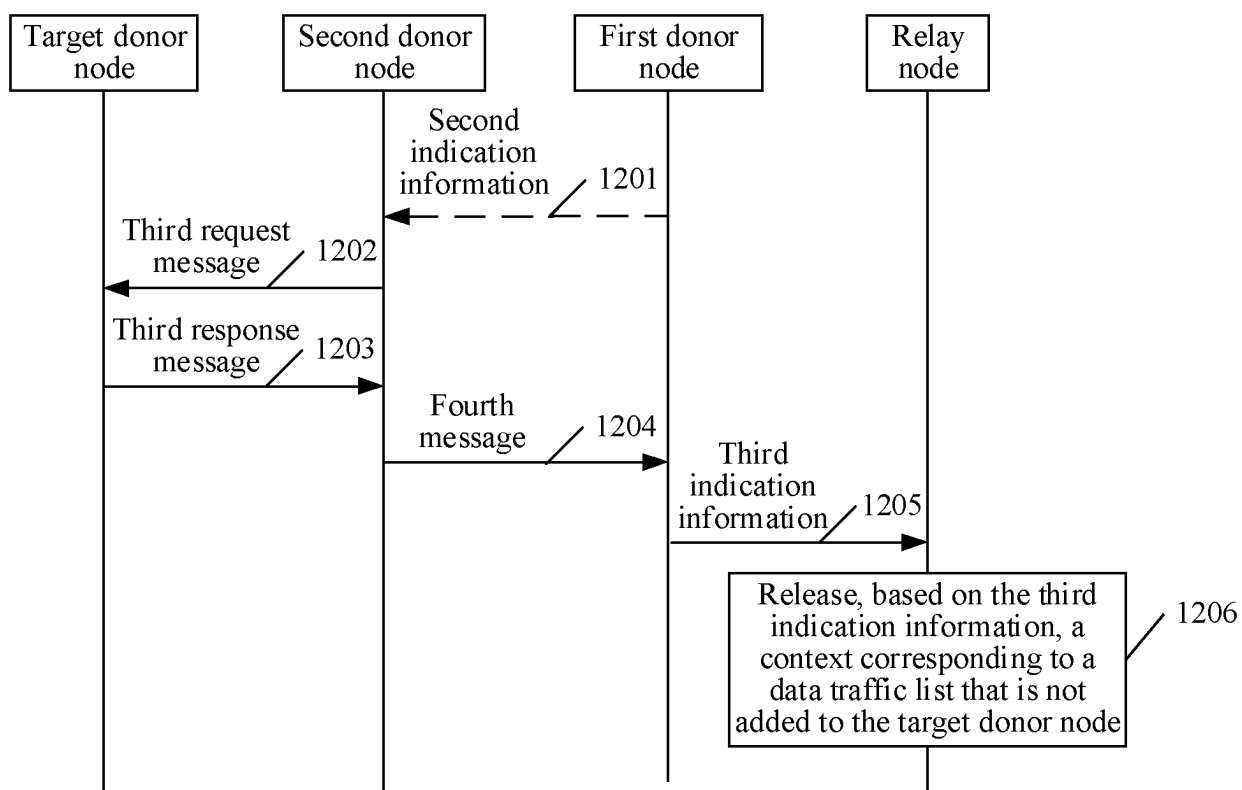 Target donor
node
Second donor
node
First donor
node
Relay
node
Second
indication
information
1201
Third request
message
1202
Third response
message
1203
Fourth
message
1204
Third
indication
information
1205
Release, based on the third
indication information, a
context corresponding to a
data traffic list that is not
added to the target donor node
1206